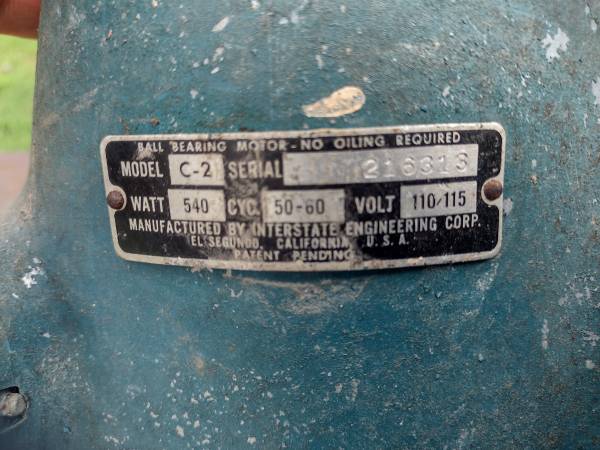 BALL BEARING MOTOR - NO OILING REQUIRED
MODEL C-2 SERIAL 216313
WATT 540 CYC. 50-60 VOLT 110/115
MANUFACTURED BY INTERSTATE ENGINEERING CORP.
EL SEGUNDO, CALIFORNIA, U.S.A.
PATENT PENDING